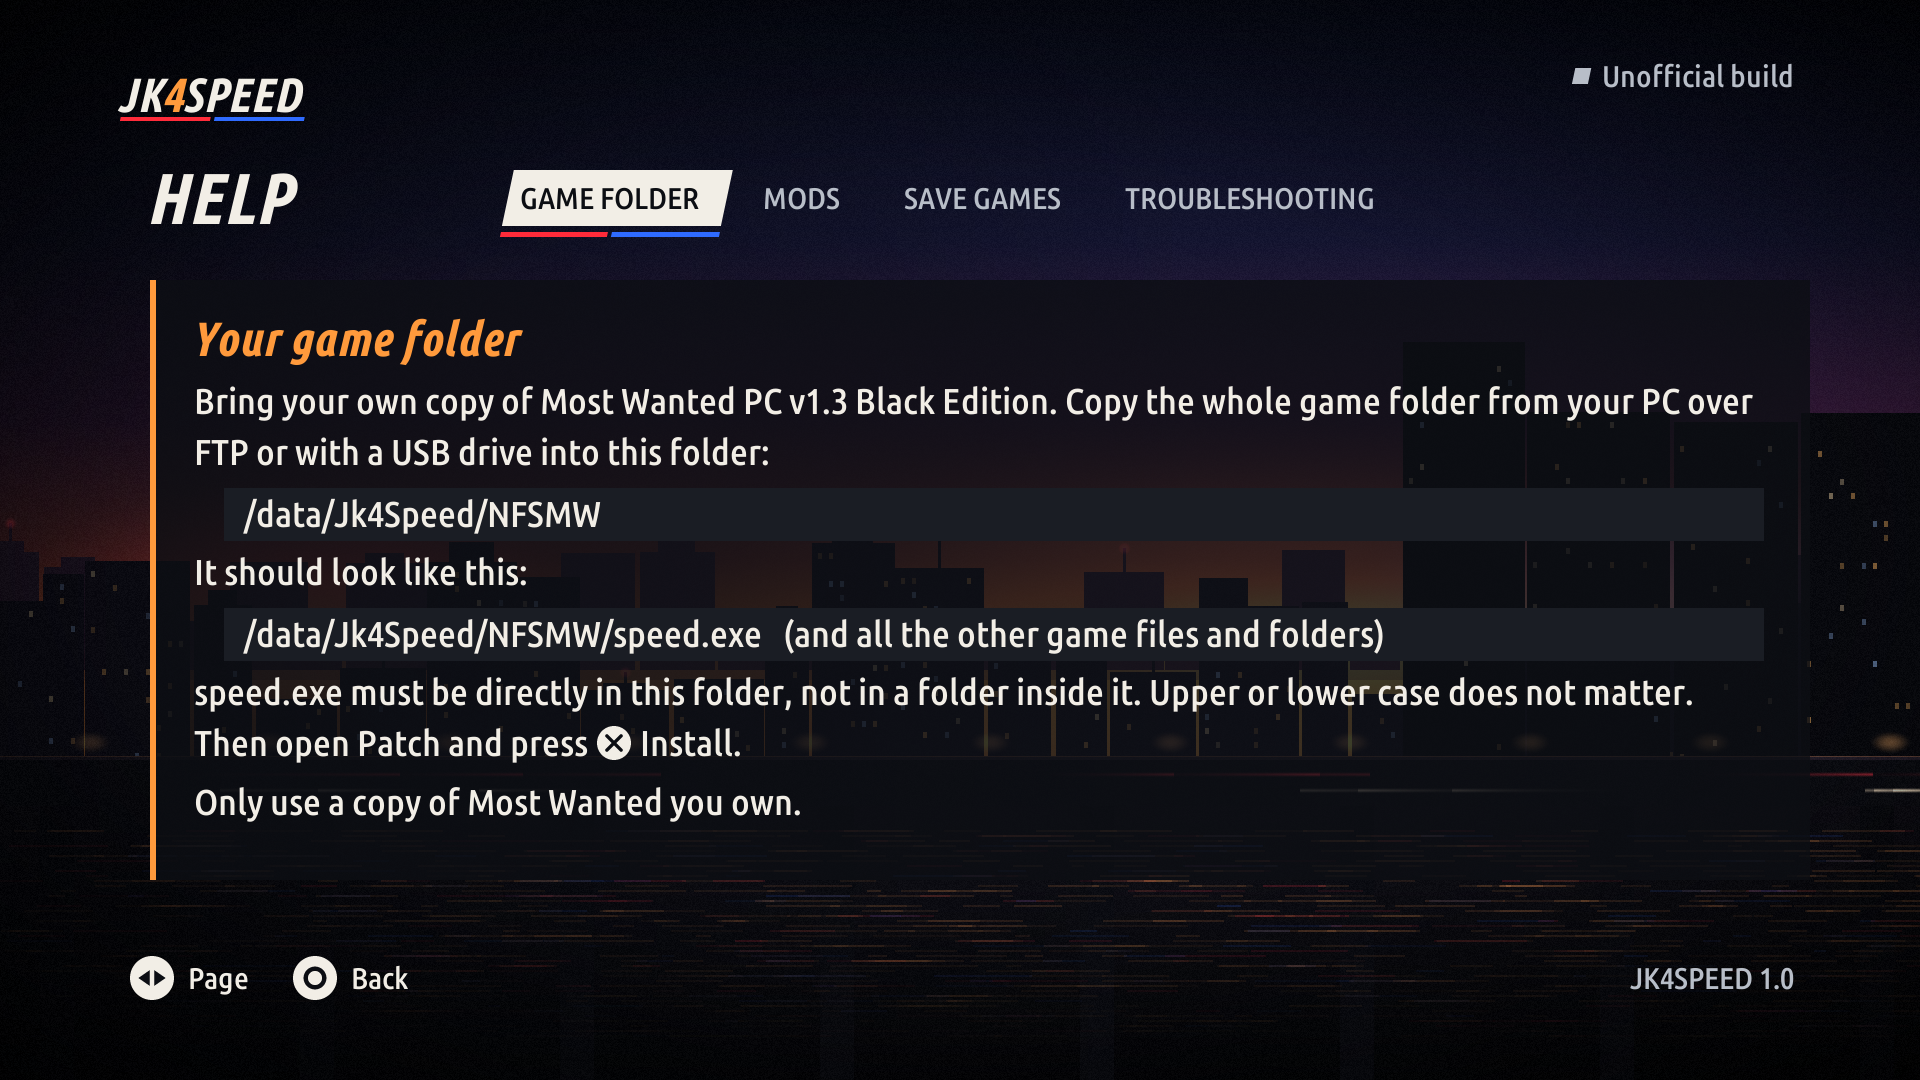 JK4SPEED
Unofficial build
HELP
GAME FOLDER
MODS
SAVE GAMES
TROUBLESHOOTING
Your game folder
Bring your own copy of Most Wanted PC v1.3 Black Edition. Copy the whole game folder from your PC over
FTP or with a USB drive into this folder:
/data/Jk4Speed/NFSMW
It should look like this:
/data/Jk4Speed/NFSMW/speed.exe (and all the other game files and folders)
speed.exe must be directly in this folder, not in a folder inside it. Upper or lower case does not matter.
Then open Patch and press Install.
Only use a copy of Most Wanted you own.
Page
Back
JK4SPEED 1.0